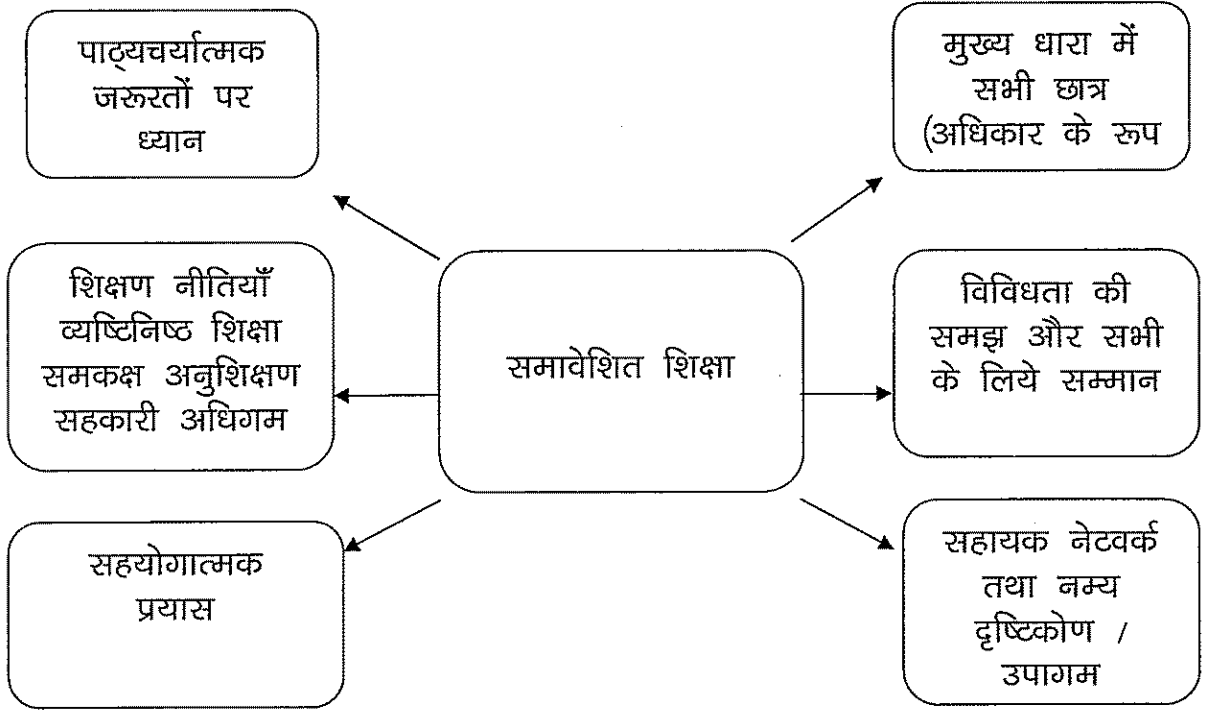 पाठ्यचर्यात्मक
जरूरतों पर
ध्यान
मुख्य धारा में
सभी छात्र
(अधिकार के रूप
शिक्षण नीतियाँ
व्यष्टिनिष्ठ शिक्षा
समकक्ष अनुशिक्षण
सहकारी अधिगम
समावेशित शिक्षा
विविधता की
समझ और सभी
के लिये सम्मान
सहयोगात्मक
प्रयास
सहायक नेटवर्क
तथा नम्य
दृष्टिकोण /
उपागम